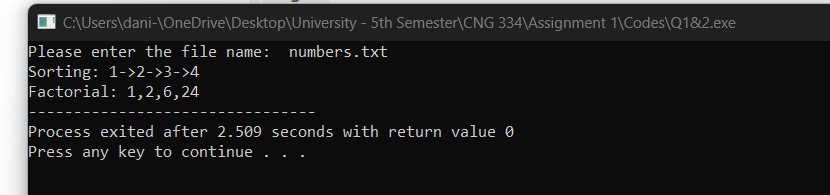 C:\Users\dani-\OneDrive\Desktop\University - 5th Semester\CNG 334\Assignment 1\Codes\Q1&2.exe
Please enter the file name:  numbers.txt
Sorting: 1->2->3->4
Factorial: 1,2,6,24
--------------------------------
Process exited after 2.509 seconds with return value 0
Press any key to continue . . .